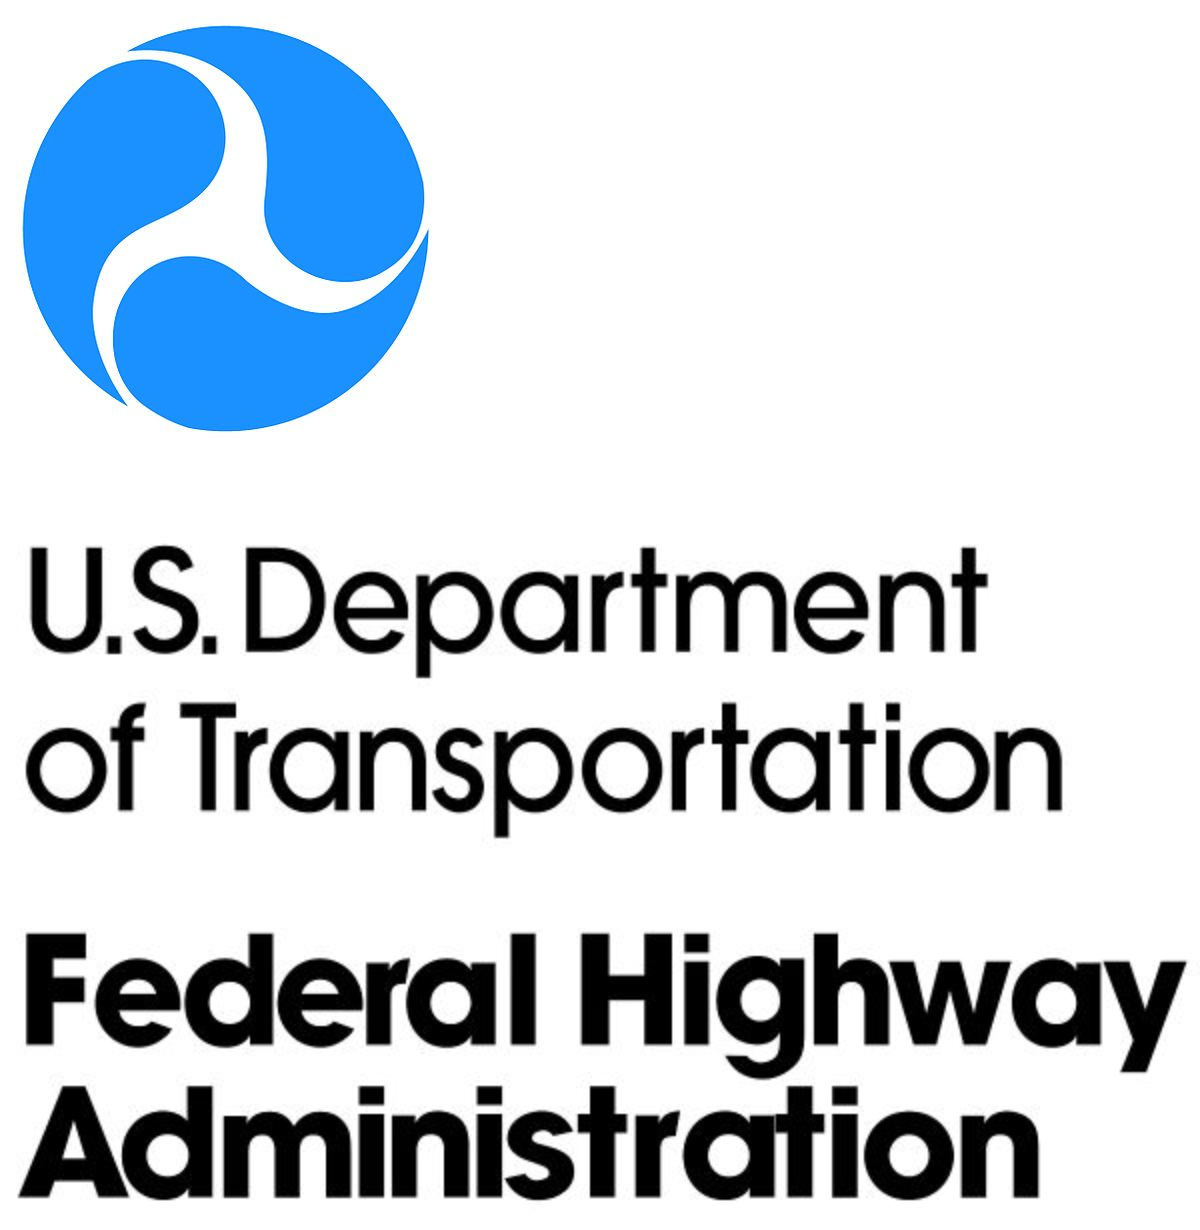 U.S. Department
of Transportation
Federal Highway
Administration